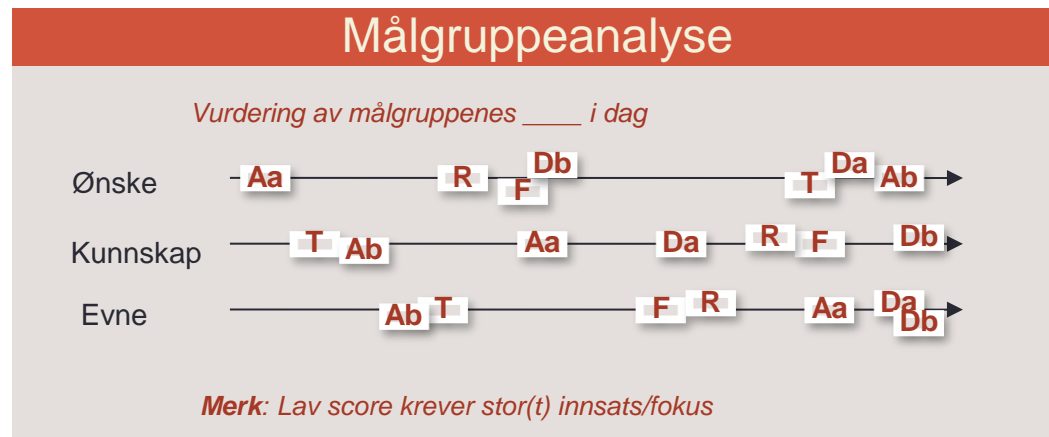 Målgruppeanalyse
Vurdering av målgruppenes ____ i dag
Ønske Aa R F Db T Da Ab
Kunnskap T Ab Aa Da R F Db
Evne Ab T F R Aa Da Db
Merk: Lav score krever stor(t) innsats/fokus